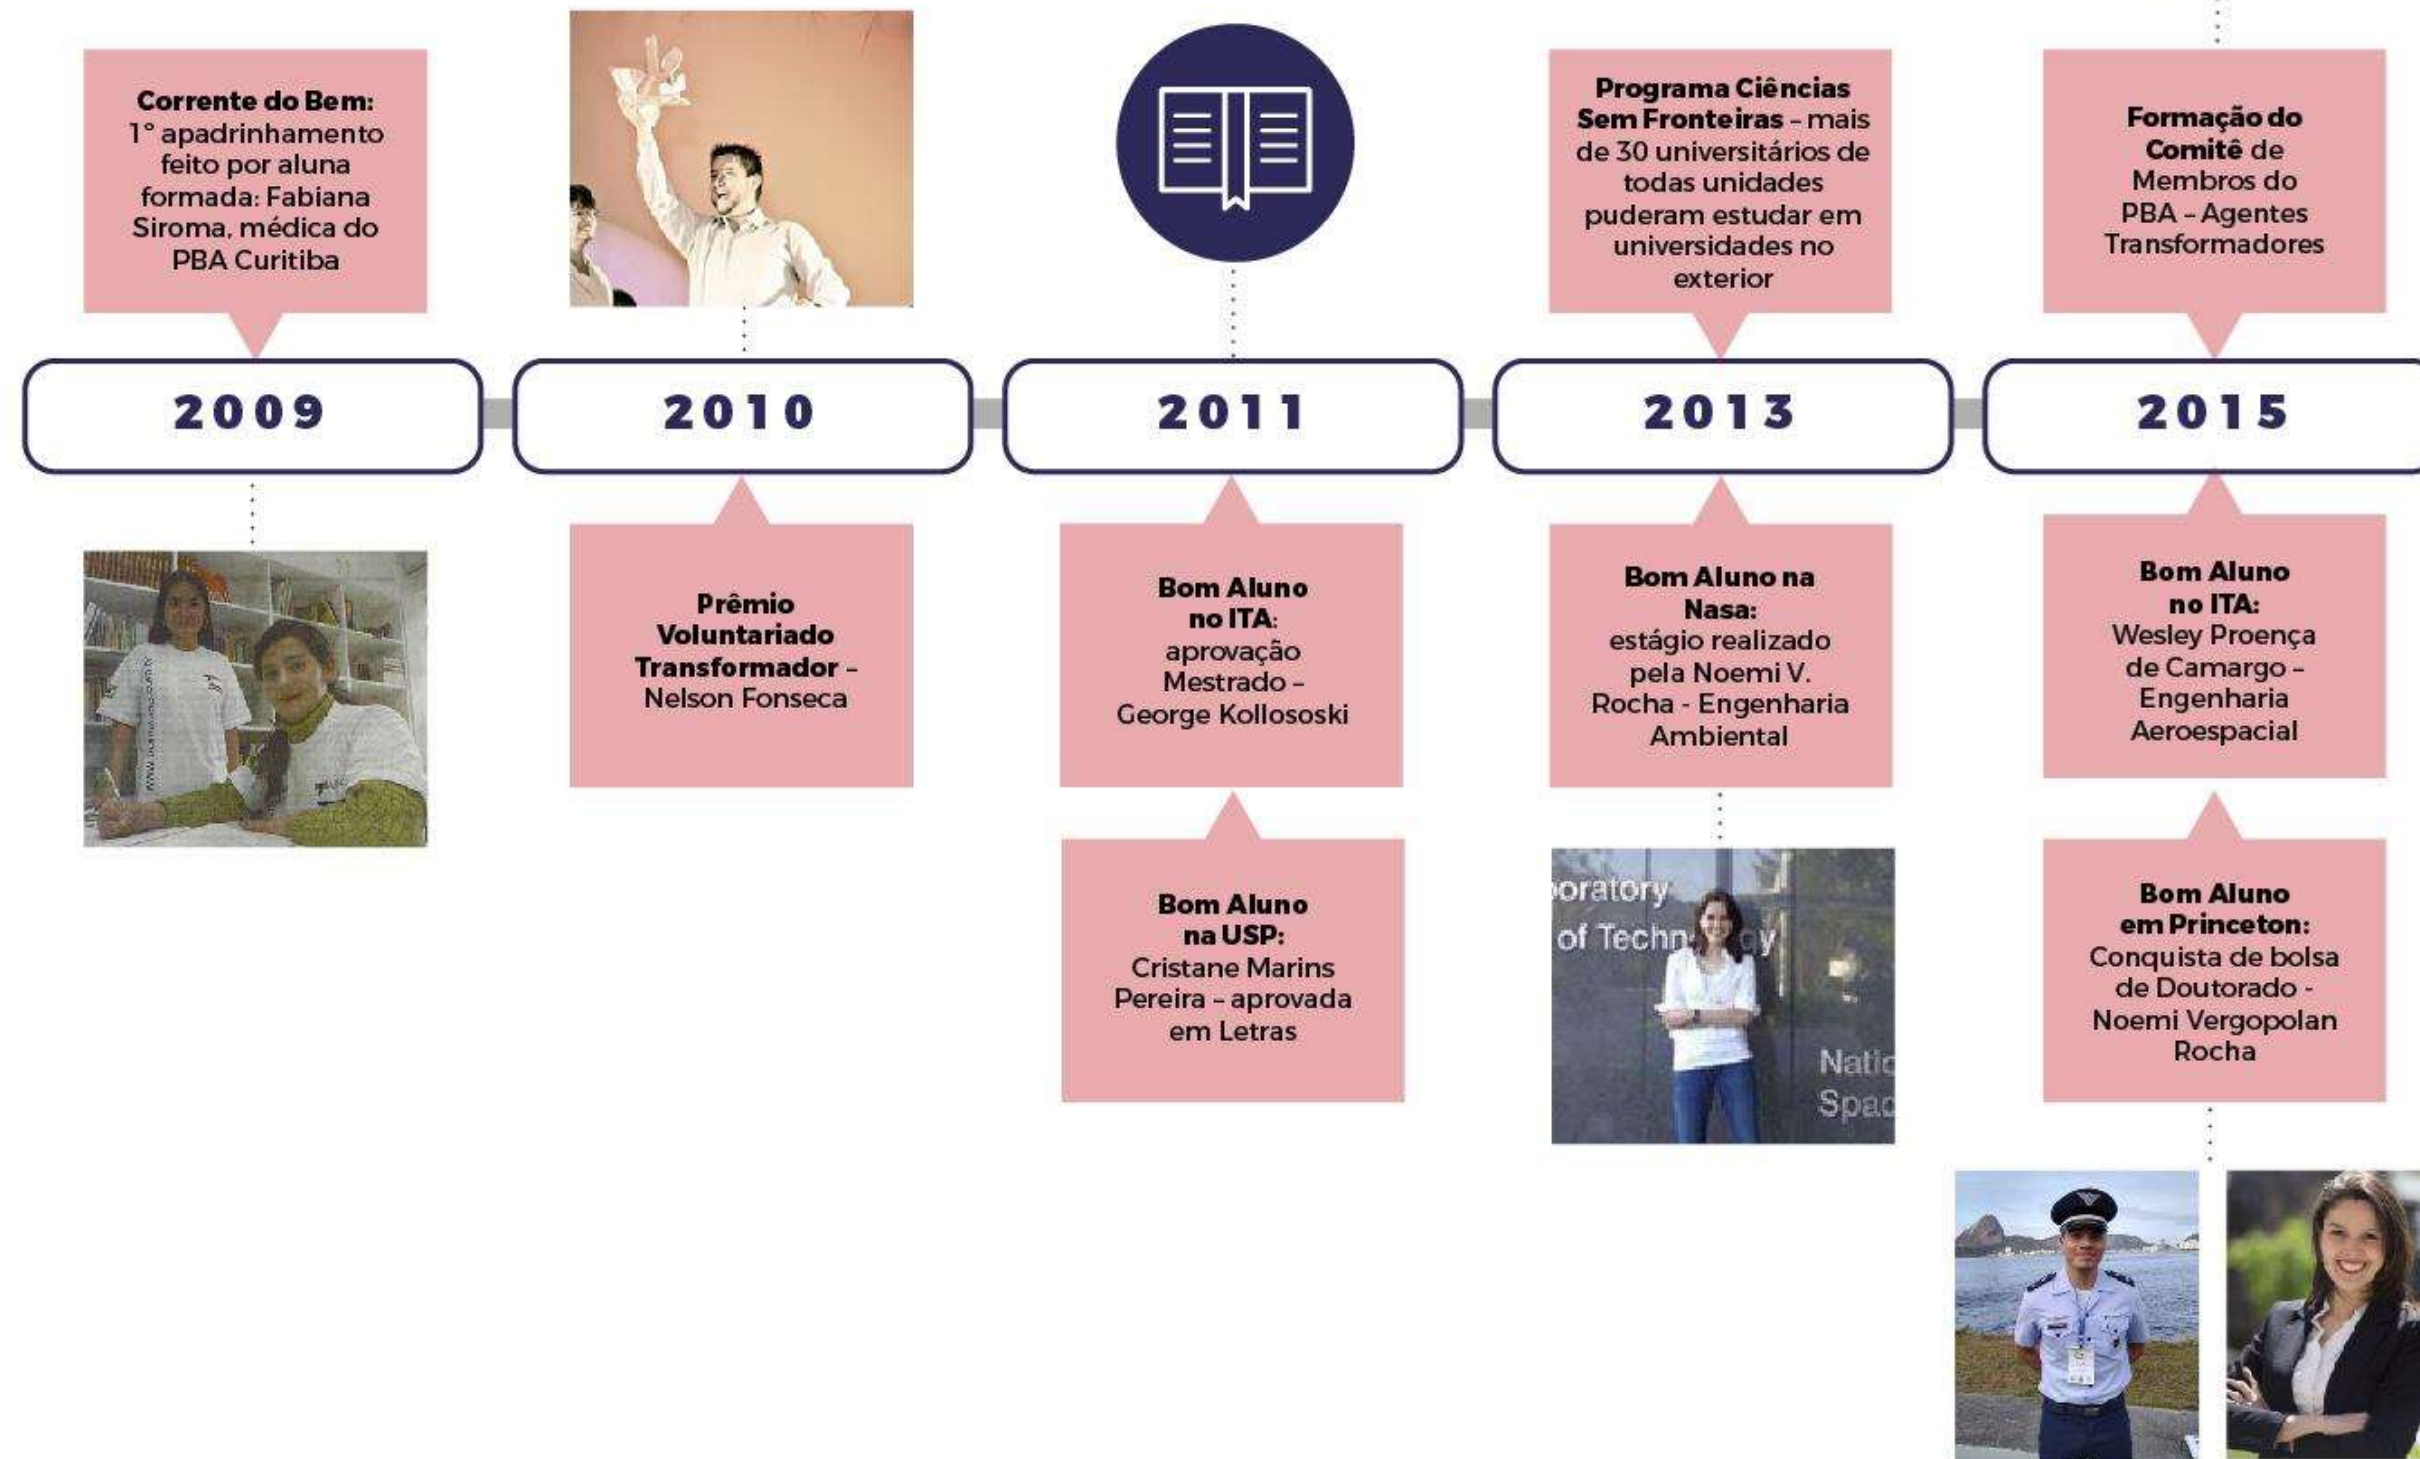 Corrente do Bem:
1º apadrinhamento
feito por aluna
formada: Fabiana
Siroma, médica do
PBA Curitiba
Programa Ciências
Sem Fronteiras – mais
de 30 universitários de
todas unidades
puderam estudar em
universidades no
exterior
Formação do
Comitê de
Membros do
PBA – Agentes
Transformadores
2009
2010
2011
2013
2015
Prêmio
Voluntariado
Transformador –
Nelson Fonseca
Bom Aluno
no ITA:
aprovação
Mestrado –
George Kollososki
Bom Aluno na
Nasa:
estágio realizado
pela Noemi V.
Rocha - Engenharia
Ambiental
Bom Aluno
no ITA:
Wesley Proença
de Camargo –
Engenharia
Aeroespacial
Bom Aluno
na USP:
Cristane Marins
Pereira – aprovada
em Letras
oratory
of Techn
Natio
Spac
Bom Aluno
em Princeton:
Conquista de bolsa
de Doutorado -
Noemi Vergopolan
Rocha